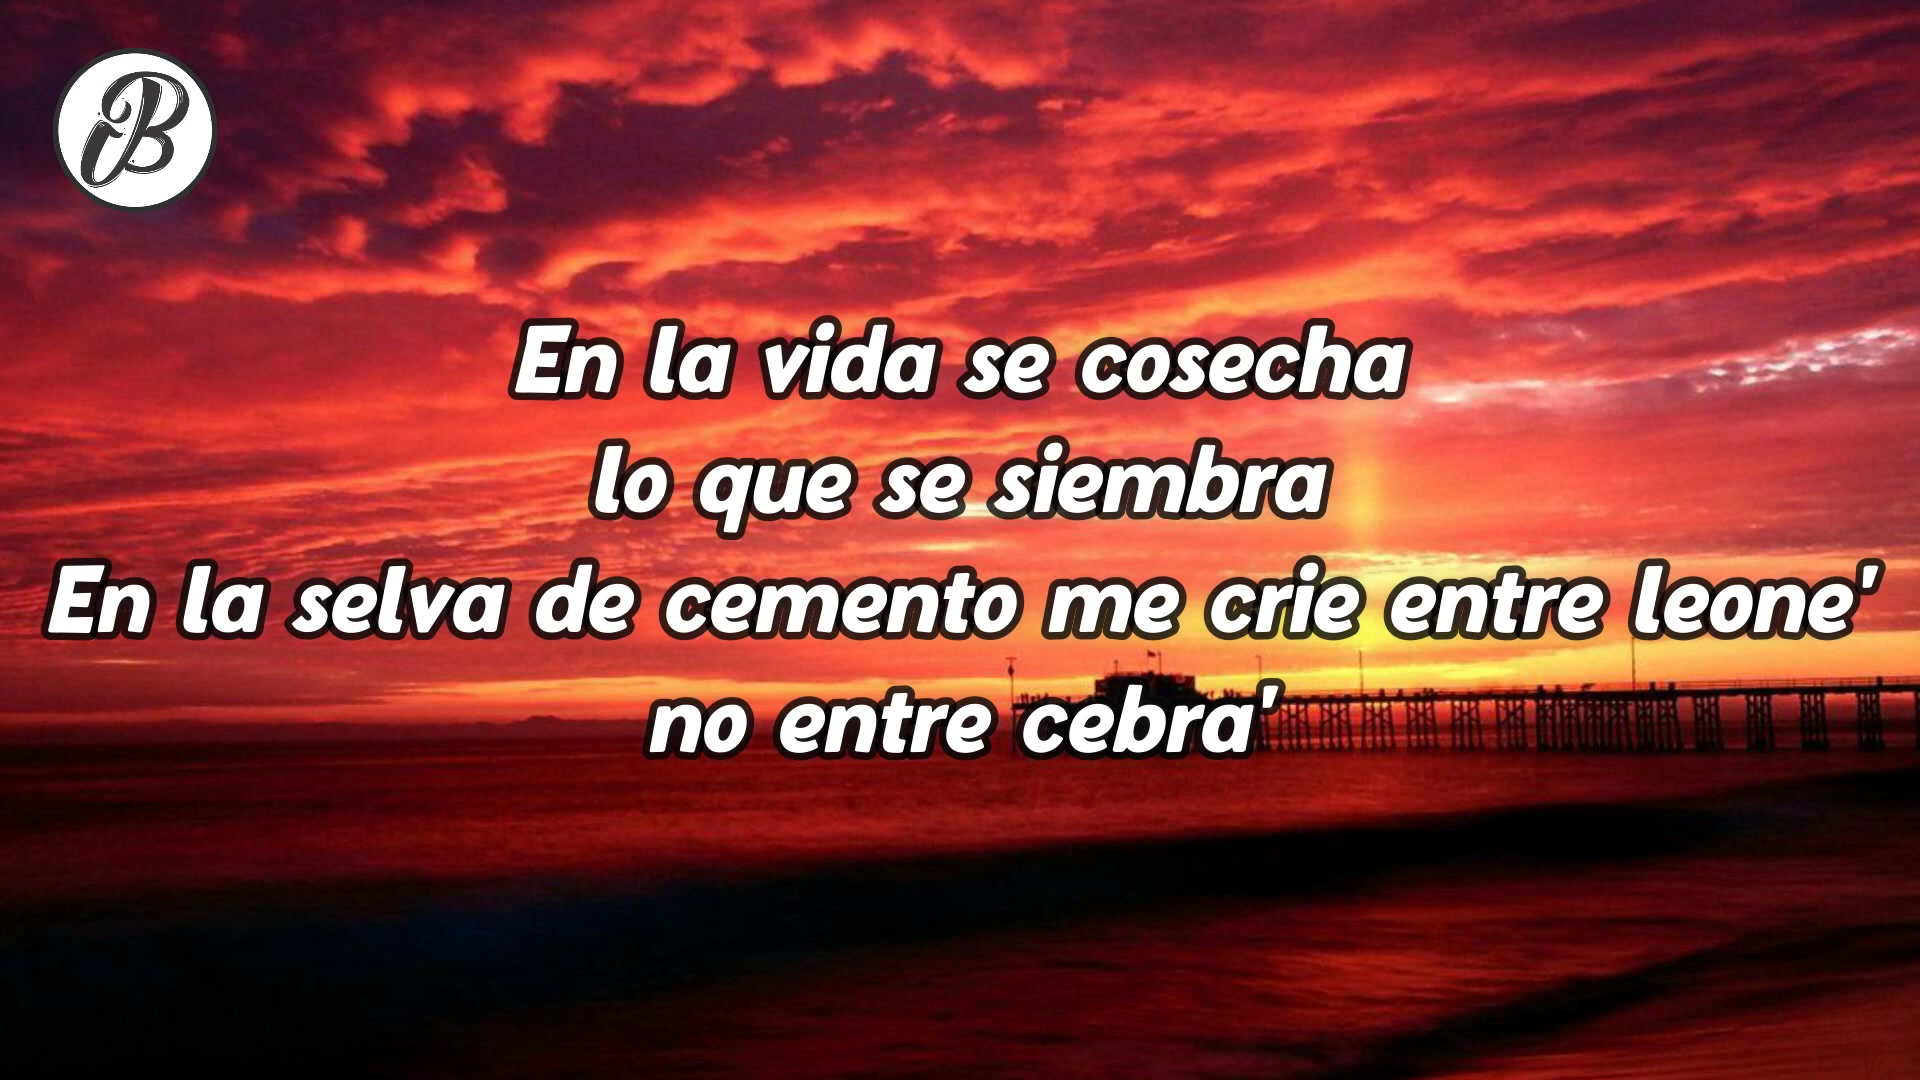 B
En la vida se cosecha
lo que se siembra
En la selva de cemento me crie entre leone'
no entre cebra'